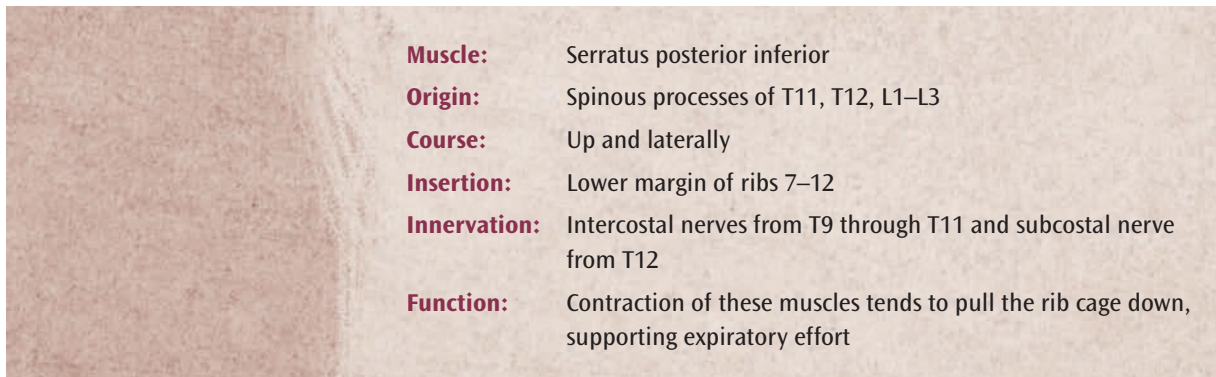 Muscle: Serratus posterior inferior
Origin: Spinous processes of T11, T12, L1–L3
Course: Up and laterally
Insertion: Lower margin of ribs 7–12
Innervation: Intercostal nerves from T9 through T11 and subcostal nerve
from T12
Function: Contraction of these muscles tends to pull the rib cage down,
supporting expiratory effort